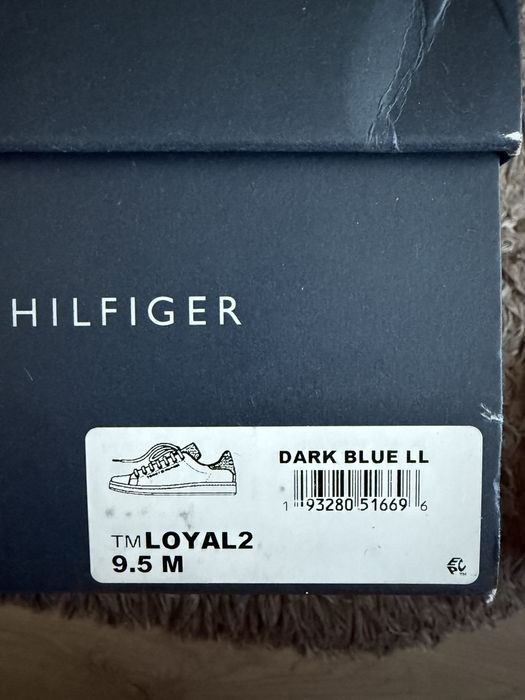 HILFIGER
DARK BLUE LL
1 93280 51669 6
TMLOYAL2
9.5 M